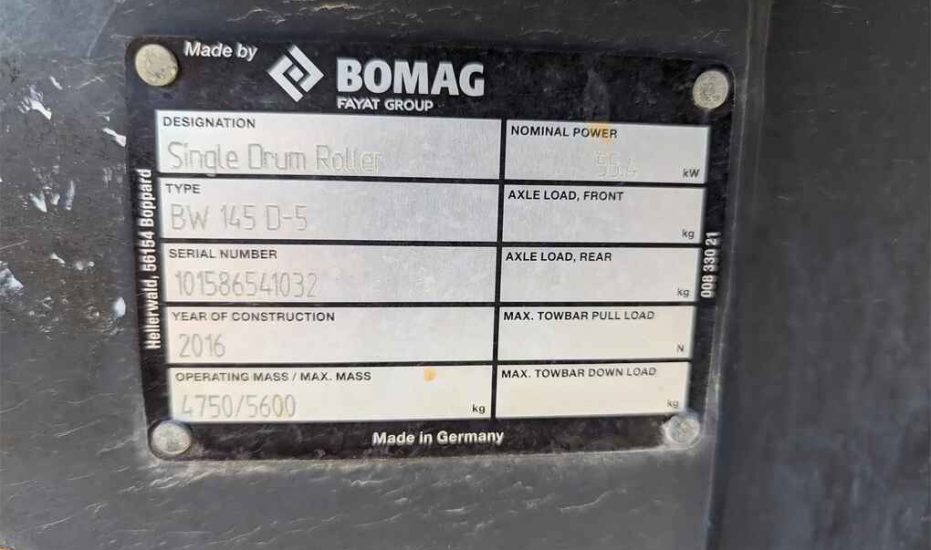 Made by BOMAG
FAYAT GROUP
DESIGNATION
Single Drum Roller
NOMINAL POWER
55,4 kW
TYPE
BW 145 D-5
AXLE LOAD, FRONT
kg
SERIAL NUMBER
101586541032
AXLE LOAD, REAR
kg
YEAR OF CONSTRUCTION
2016
MAX. TOWBAR PULL LOAD
N
OPERATING MASS / MAX. MASS
4750/5600 kg
MAX. TOWBAR DOWN LOAD
kg
Made in Germany
Hellerwald, 56154 Boppard
008 330 21